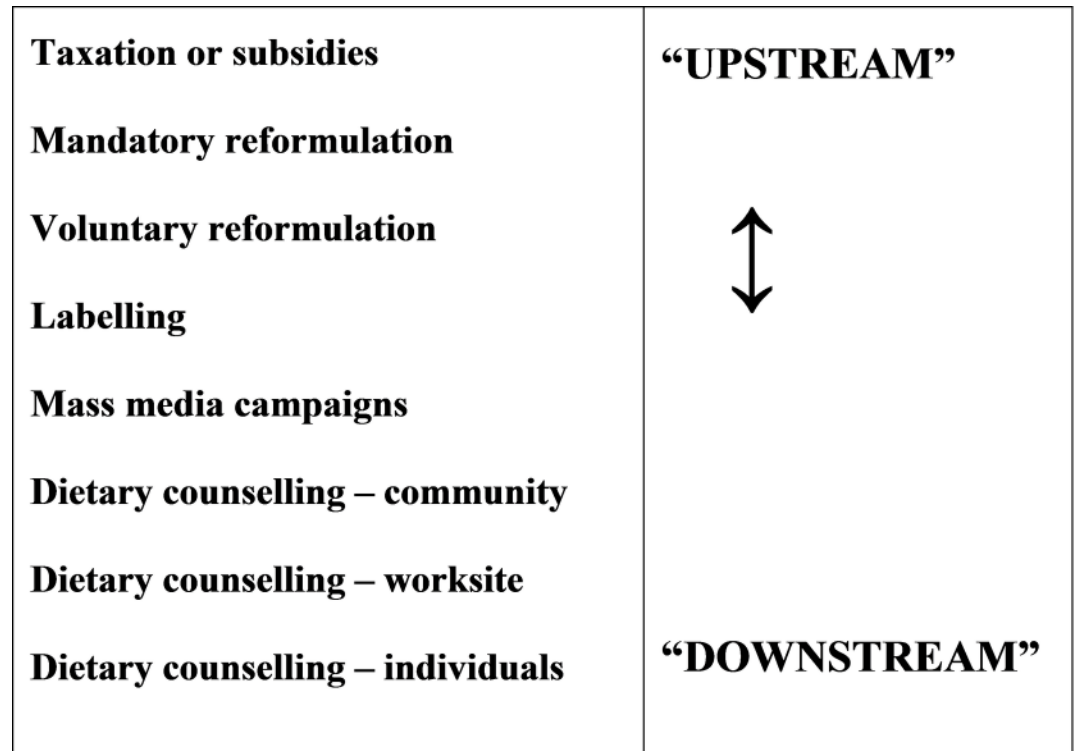 Taxation or subsidies
Mandatory reformulation
Voluntary reformulation
Labelling
Mass media campaigns
Dietary counselling – community
Dietary counselling – worksite
Dietary counselling – individuals
“UPSTREAM”
“DOWNSTREAM”